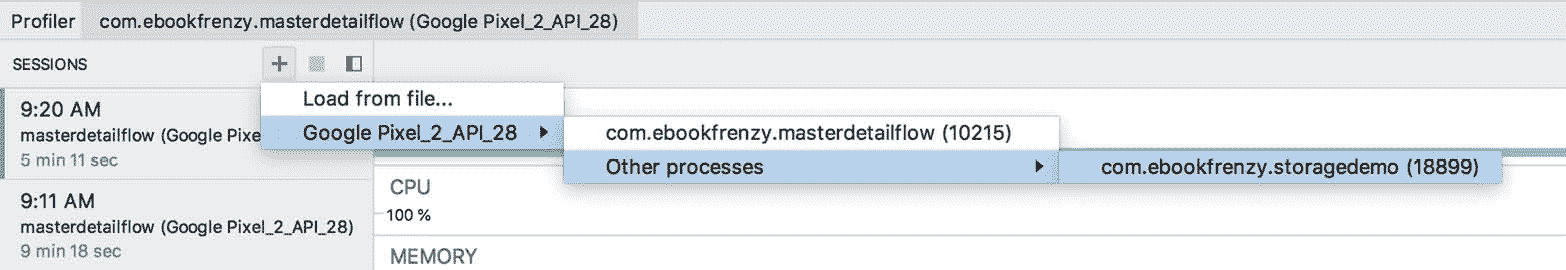 Profiler com.ebookfrenzy.masterdetailflow (Google Pixel_2_API_28)
SESSIONS
Load from file...
Google Pixel_2_API_28
com.ebookfrenzy.masterdetailflow (10215)
Other processes
com.ebookfrenzy.storagedemo (18899)
9:20 AM
masterdetailflow (Google Pixe
5 min 11 sec
9:11 AM
masterdetailflow (Google Pixel_2_API_28)
9 min 18 sec
CPU
100 %
MEMORY